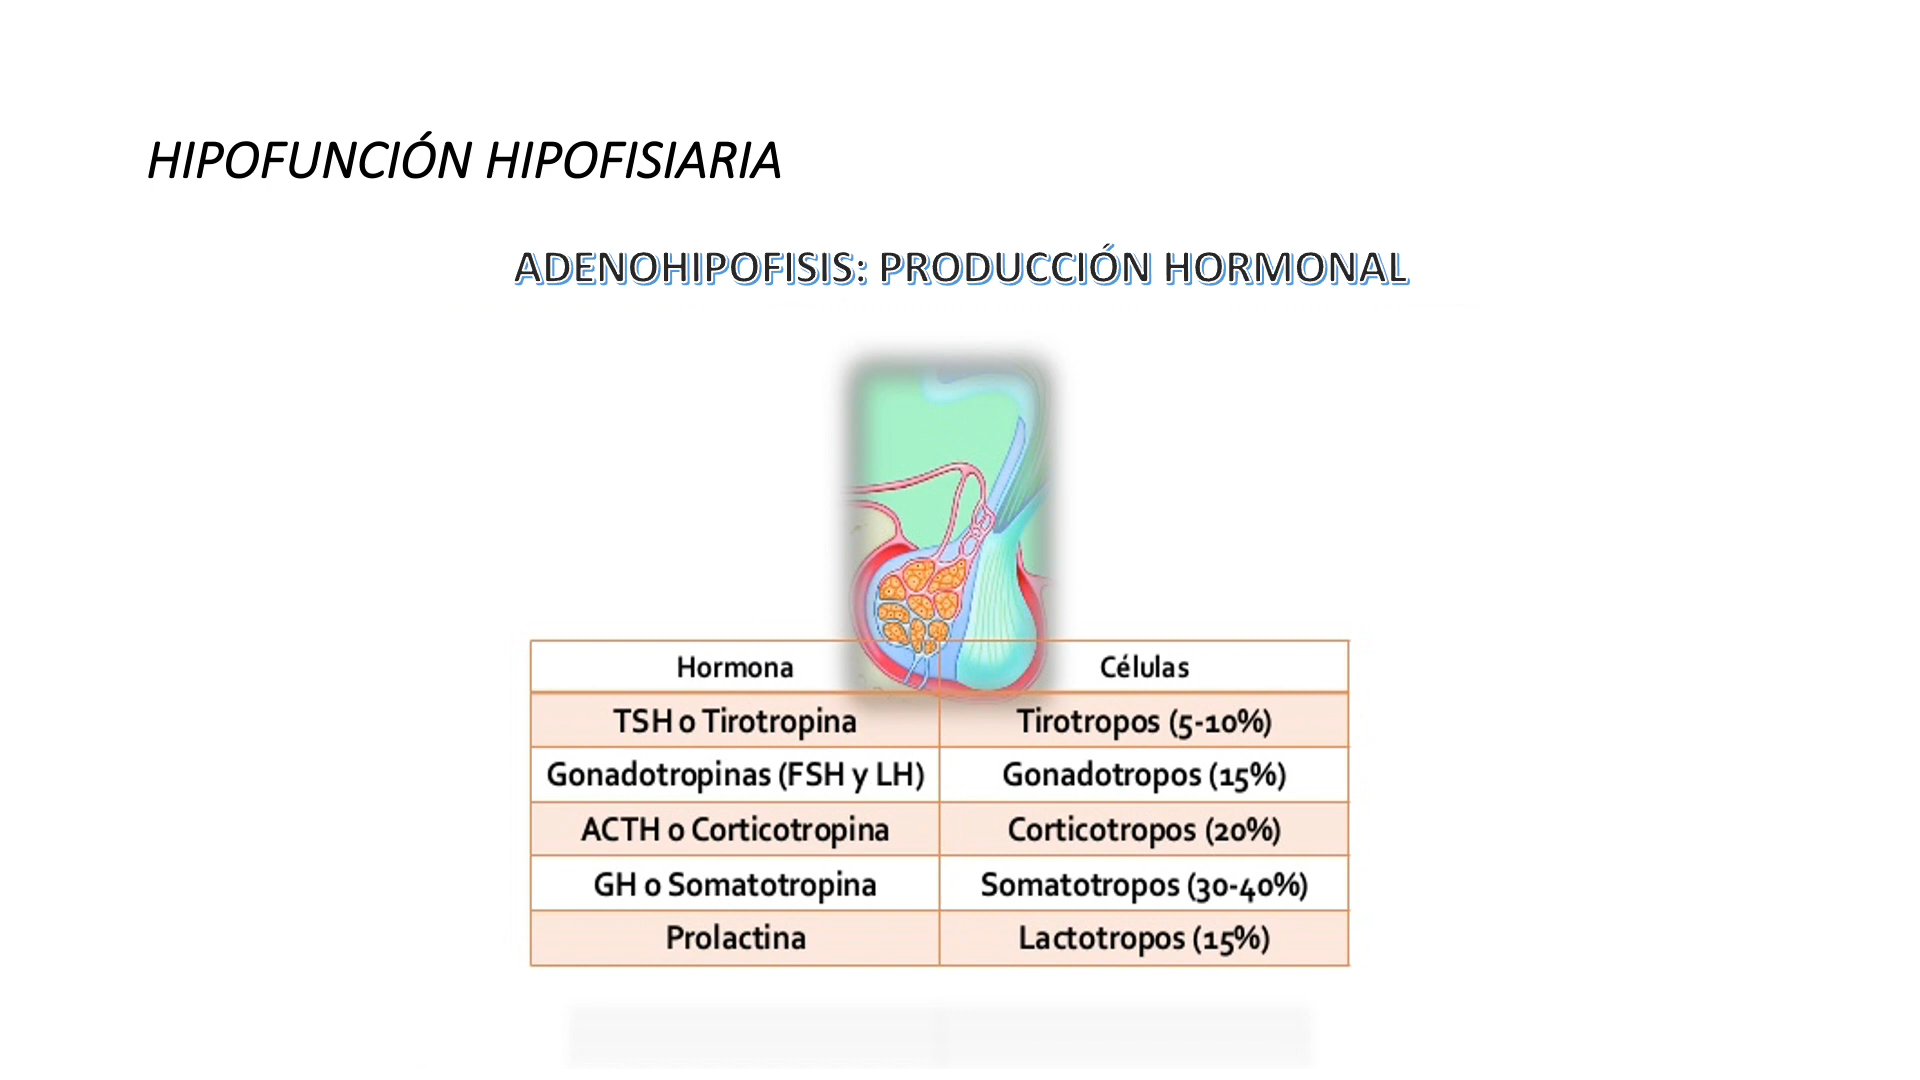 HIPOFUNCIÓN HIPOFISIARIA
ADENOHIPOFISIS: PRODUCCIÓN HORMONAL
Hormona Células
TSH o Tirotropina Tirotropos (5-10%)
Gonadotropinas (FSH y LH) Gonadotropos (15%)
ACTH o Corticotropina Corticotropos (20%)
GH o Somatotropina Somatotropos (30-40%)
Prolactina Lactotropos (15%)